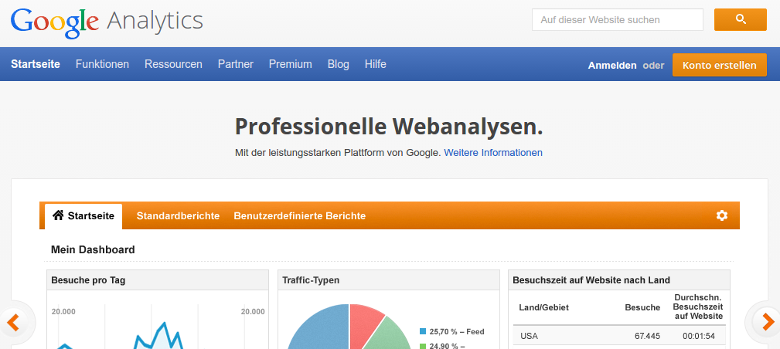 Google Analytics
Auf dieser Website suchen
Startseite Funktionen Ressourcen Partner Premium Blog Hilfe Anmelden oder Konto erstellen
Professionelle Webanalysen.
Mit der leistungsstarken Plattform von Google. Weitere Informationen
Startseite Standardberichte Benutzerdefinierte Berichte
Mein Dashboard
Besuche pro Tag
20.000 20.000
Traffic-Typen
25,70 % – Feed
24,90 % –
Besuchszeit auf Website nach Land
Land/Gebiet Besuche Durchschn. Besuchszeit auf Website
USA 67.445 00:01:54